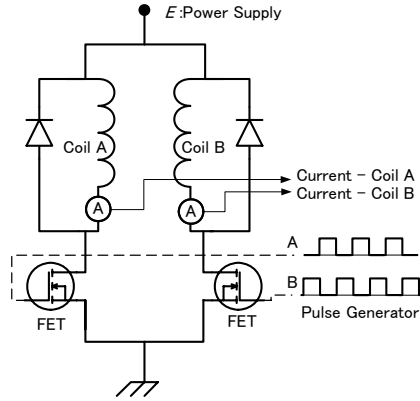 E:Power Supply
Coil A
Coil B
A
A
Current - Coil A
Current - Coil B
A
B
FET
FET
Pulse Generator